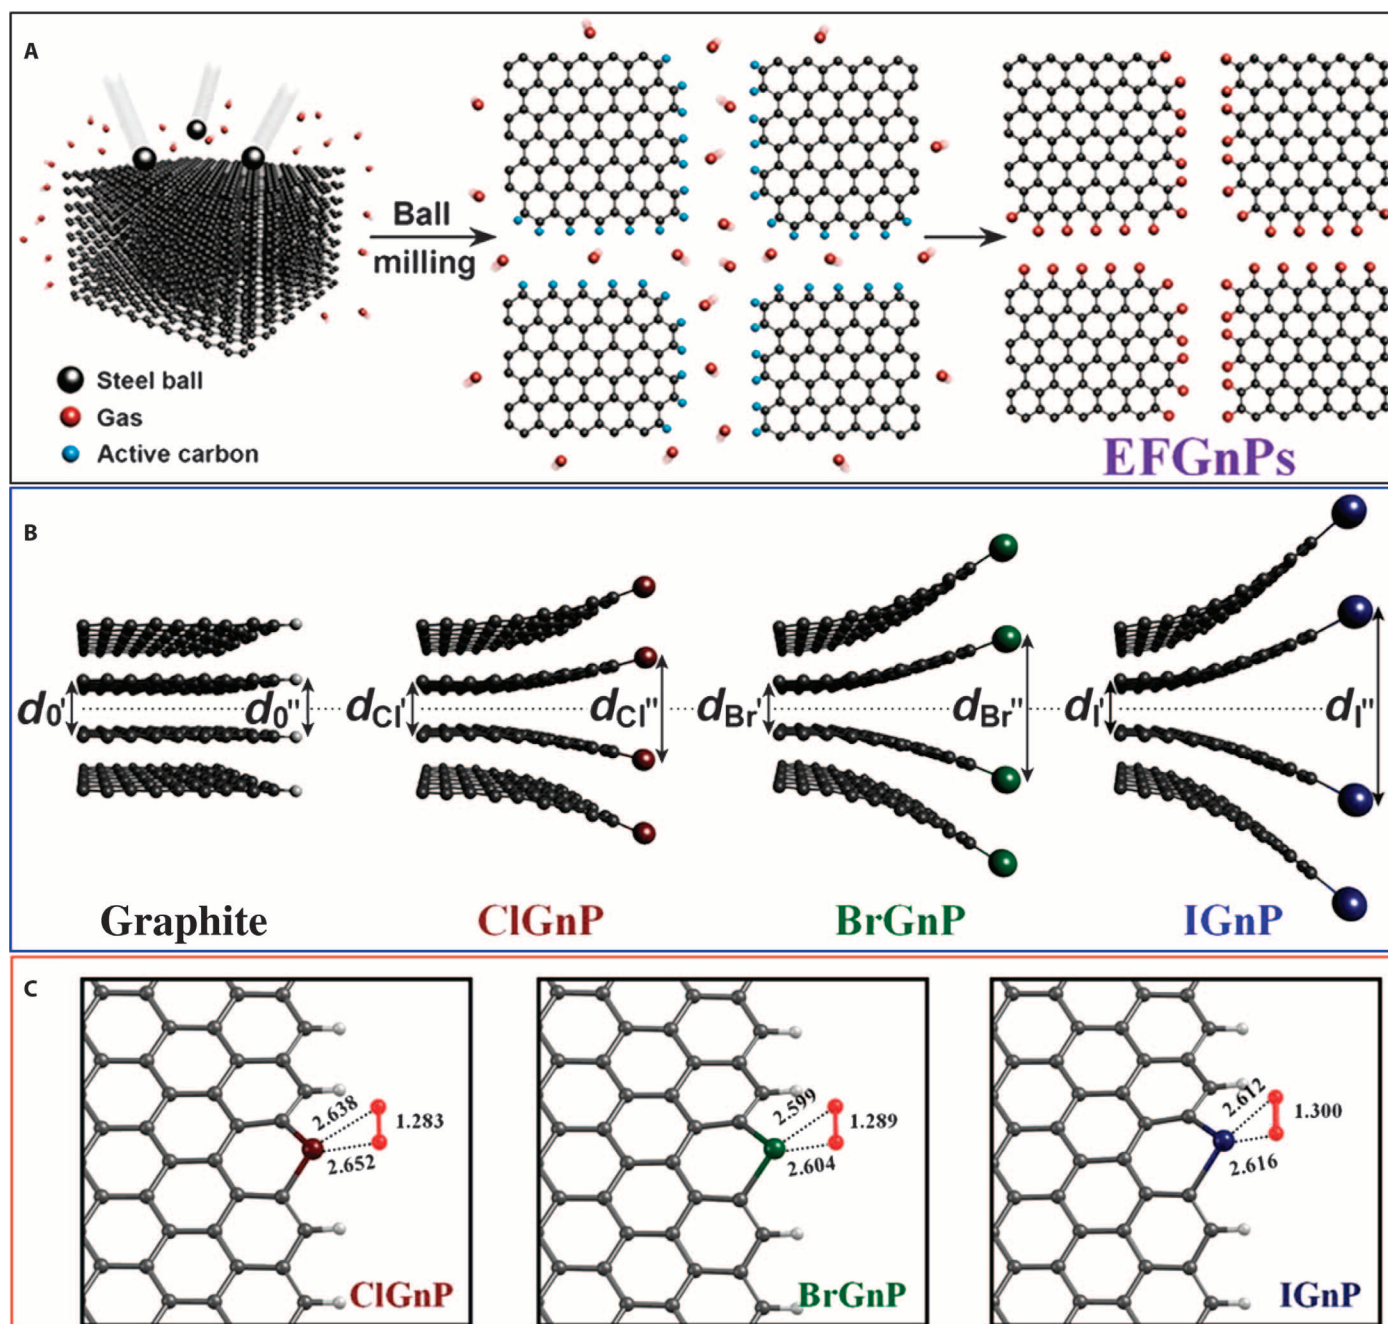 A
Ball
milling
Steel ball
Gas
Active carbon
EFGnPs
B
d0' d0'' dCl' dCl'' dBr' dBr'' dI' dI''
Graphite ClGnP BrGnP IGnP
C
2.638 1.283
2.652
ClGnP
2.599 1.289
2.604
BrGnP
2.612 1.300
2.616
IGnP